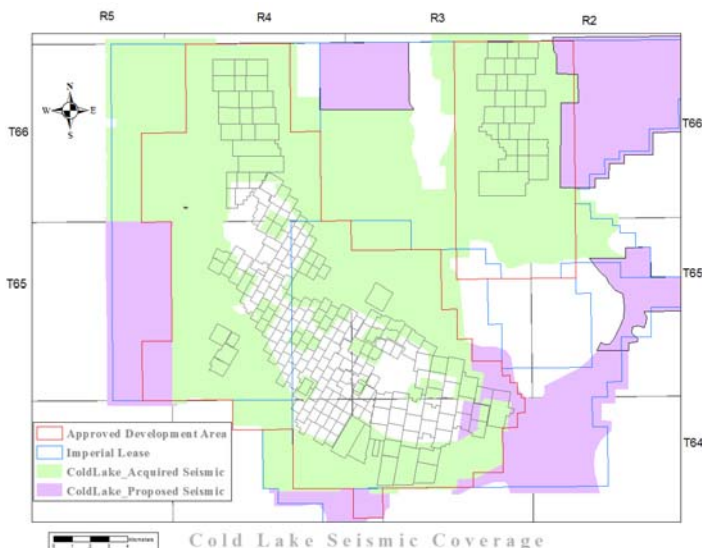 R5 R4 R3 R2
N
W E
S
T66 T66
T65 T65
T64
Approved Development Area
Imperial Lease
ColdLake_Acquired Seismic
ColdLake_Proposed Seismic
Cold Lake Seismic Coverage